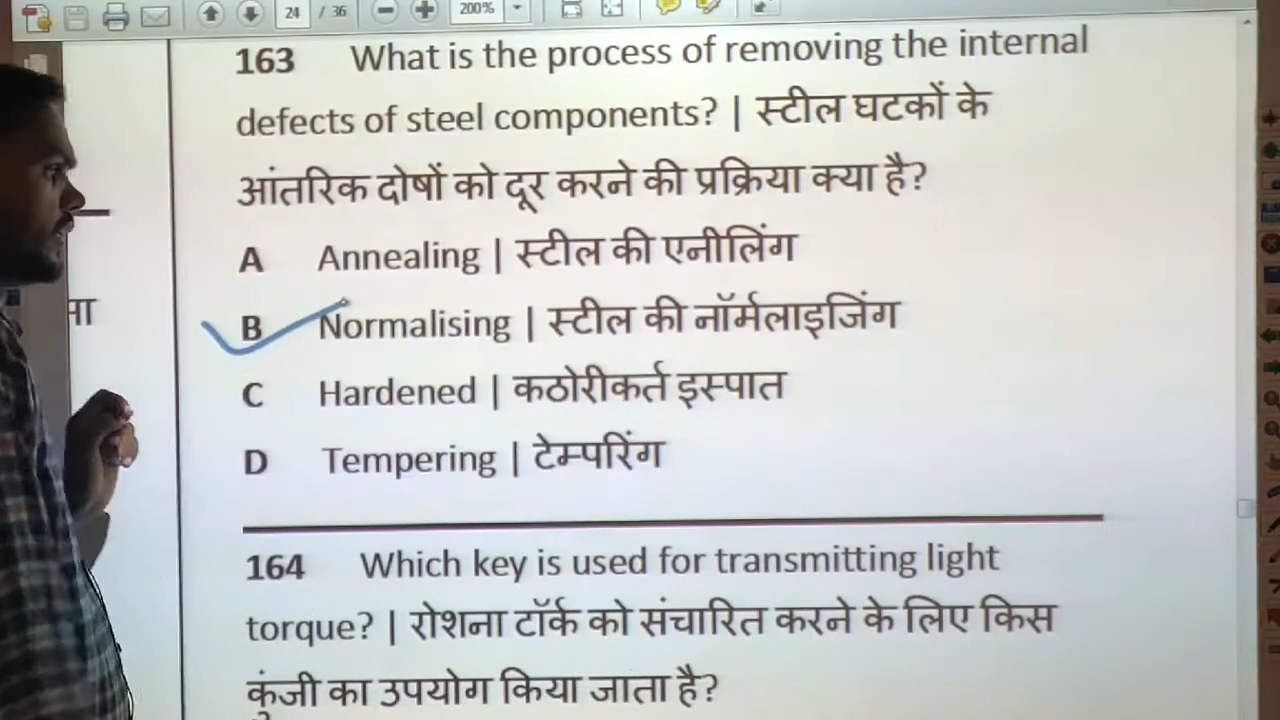 24 / 36
200%
163 What is the process of removing the internal
defects of steel components? | स्टील घटकों के
आंतरिक दोषों को दूर करने की प्रक्रिया क्या है?
A Annealing | स्टील की एनीलिंग
B Normalising | स्टील की नॉर्मलाइजिंग
C Hardened | कठोरीकर्त इस्पात
D Tempering | टेम्परिंग
164 Which key is used for transmitting light
torque? | रोशना टॉर्क को संचारित करने के लिए किस
कुंजी का उपयोग किया जाता है?